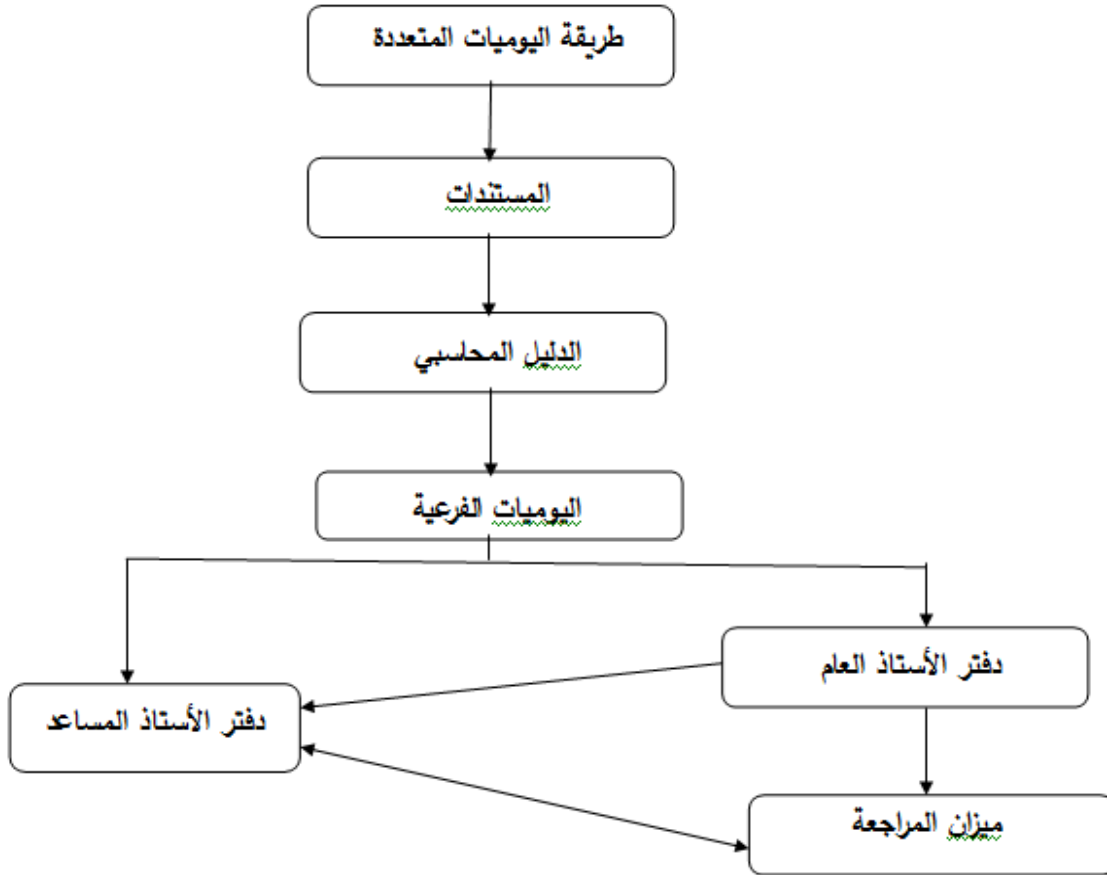 طريقة اليوميات المتعددة
المستندات
الدليل المحاسبي
اليوميات الفرعية
دفتر الأستاذ العام
دفتر الأستاذ المساعد
ميزان المراجعة